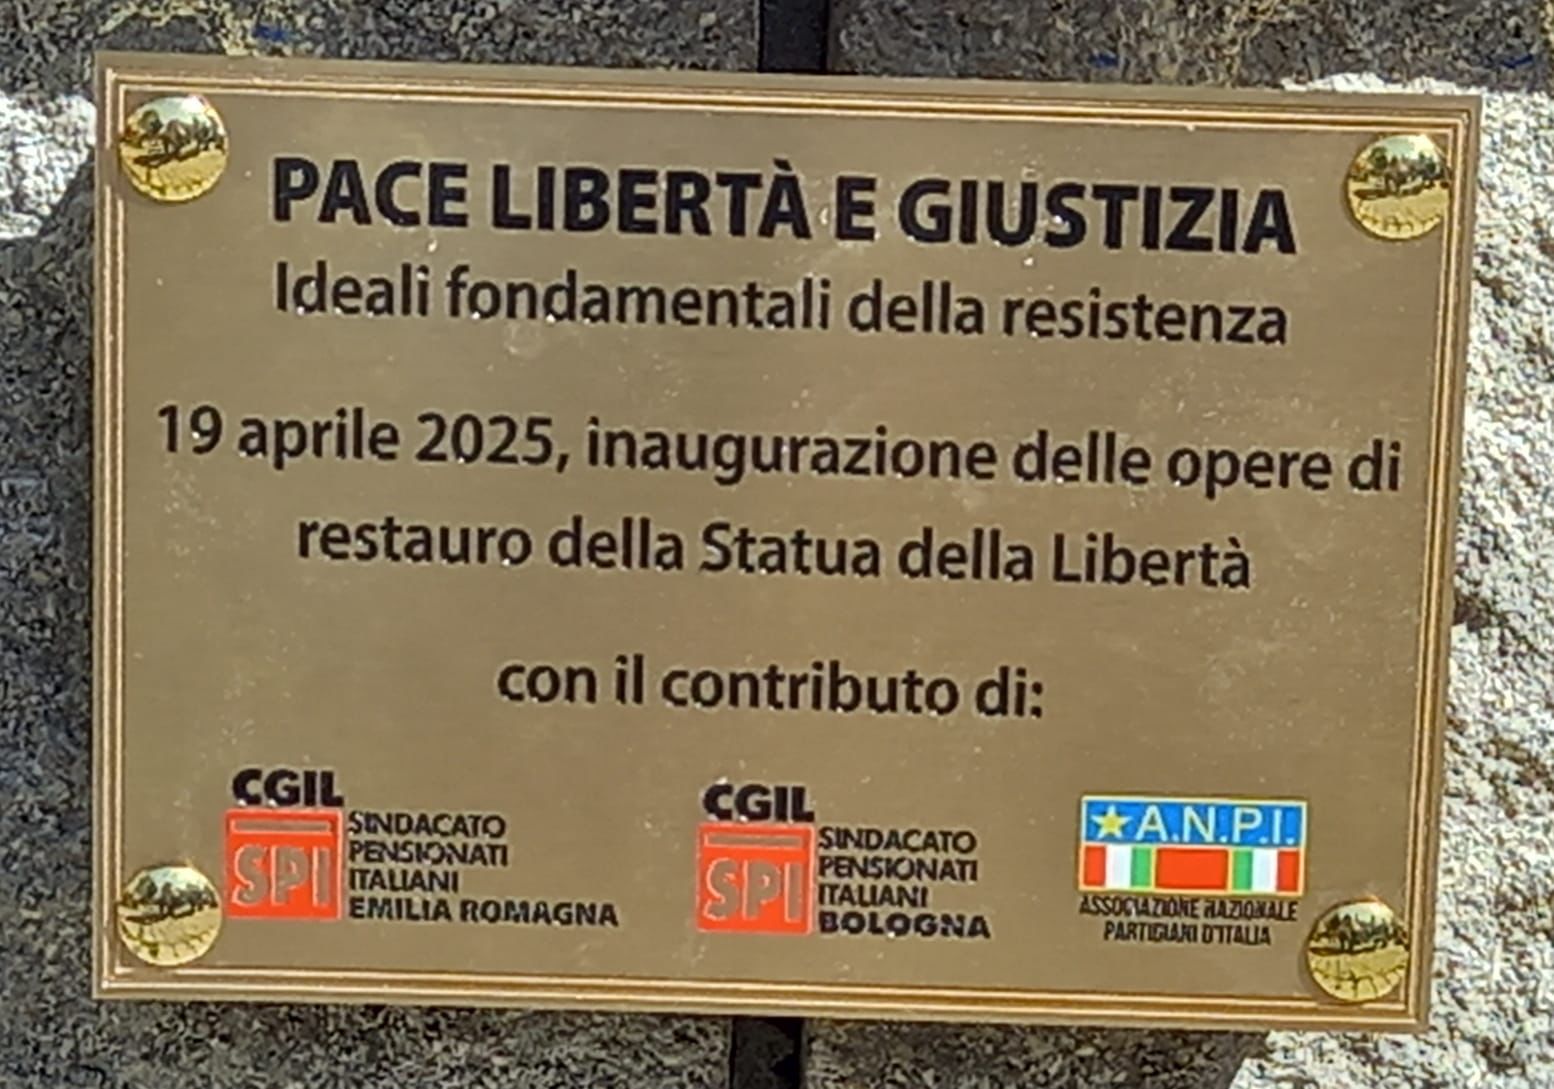 PACE LIBERTÀ E GIUSTIZIA
Ideali fondamentali della resistenza
19 aprile 2025, inaugurazione delle opere di
restauro della Statua della Libertà
con il contributo di:
CGIL
SPI
SINDACATO
PENSIONATI
ITALIANI
EMILIA ROMAGNA
CGIL
SPI
SINDACATO
PENSIONATI
ITALIANI
BOLOGNA
A.N.P.I.
ASSOCIAZIONE NAZIONALE
PARTIGIANI D'ITALIA